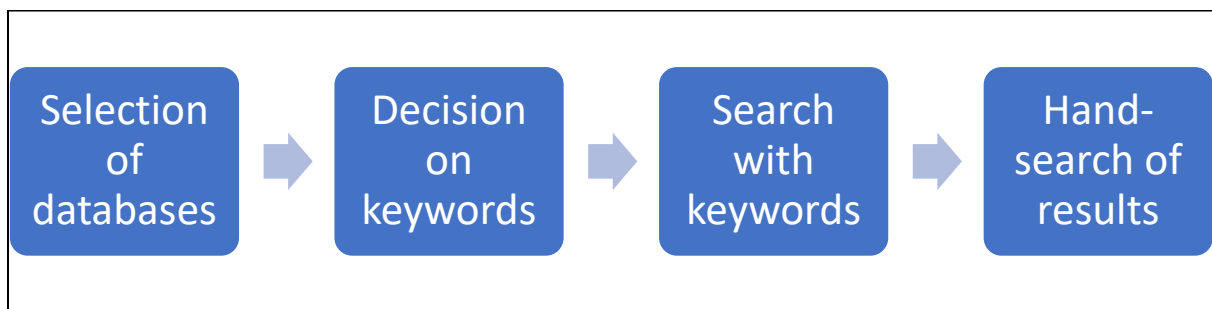 Selection
of
databases
Decision
on
keywords
Search
with
keywords
Hand-
search of
results